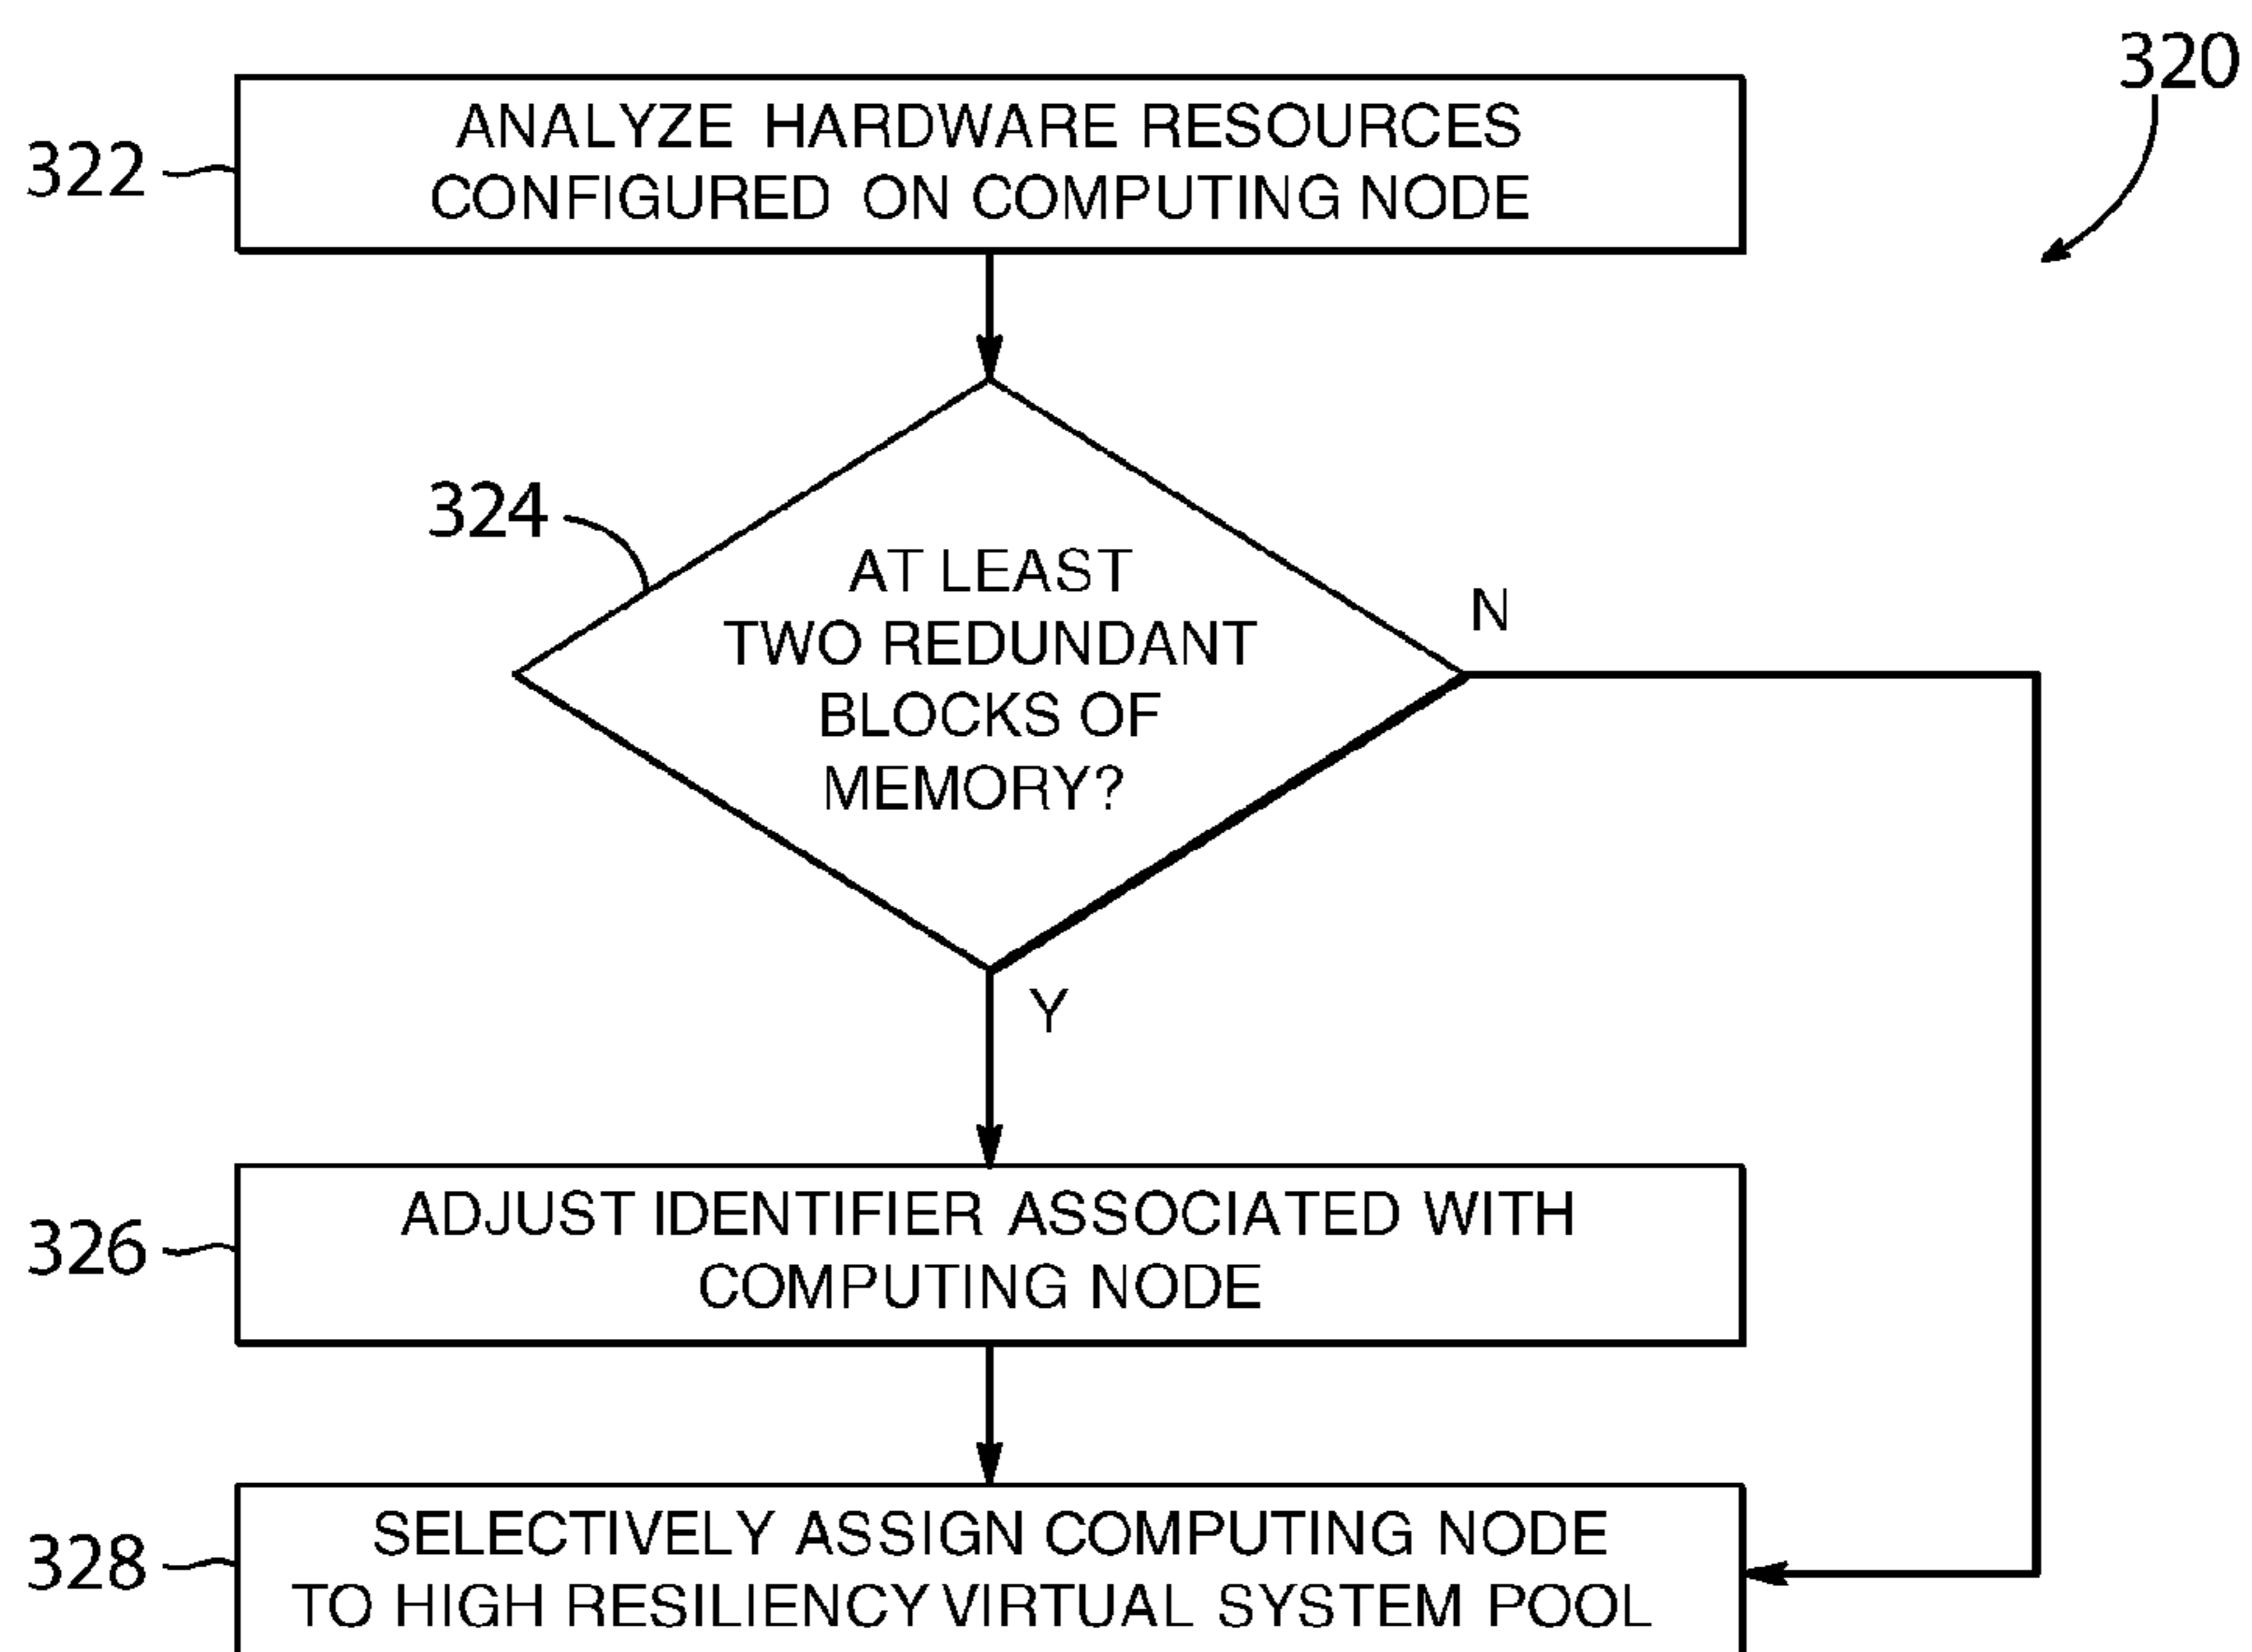 320
322
ANALYZE HARDWARE RESOURCES
CONFIGURED ON COMPUTING NODE
324
AT LEAST
TWO REDUNDANT
BLOCKS OF
MEMORY?
N
Y
326
ADJUST IDENTIFIER ASSOCIATED WITH
COMPUTING NODE
328
SELECTIVELY ASSIGN COMPUTING NODE
TO HIGH RESILIENCY VIRTUAL SYSTEM POOL